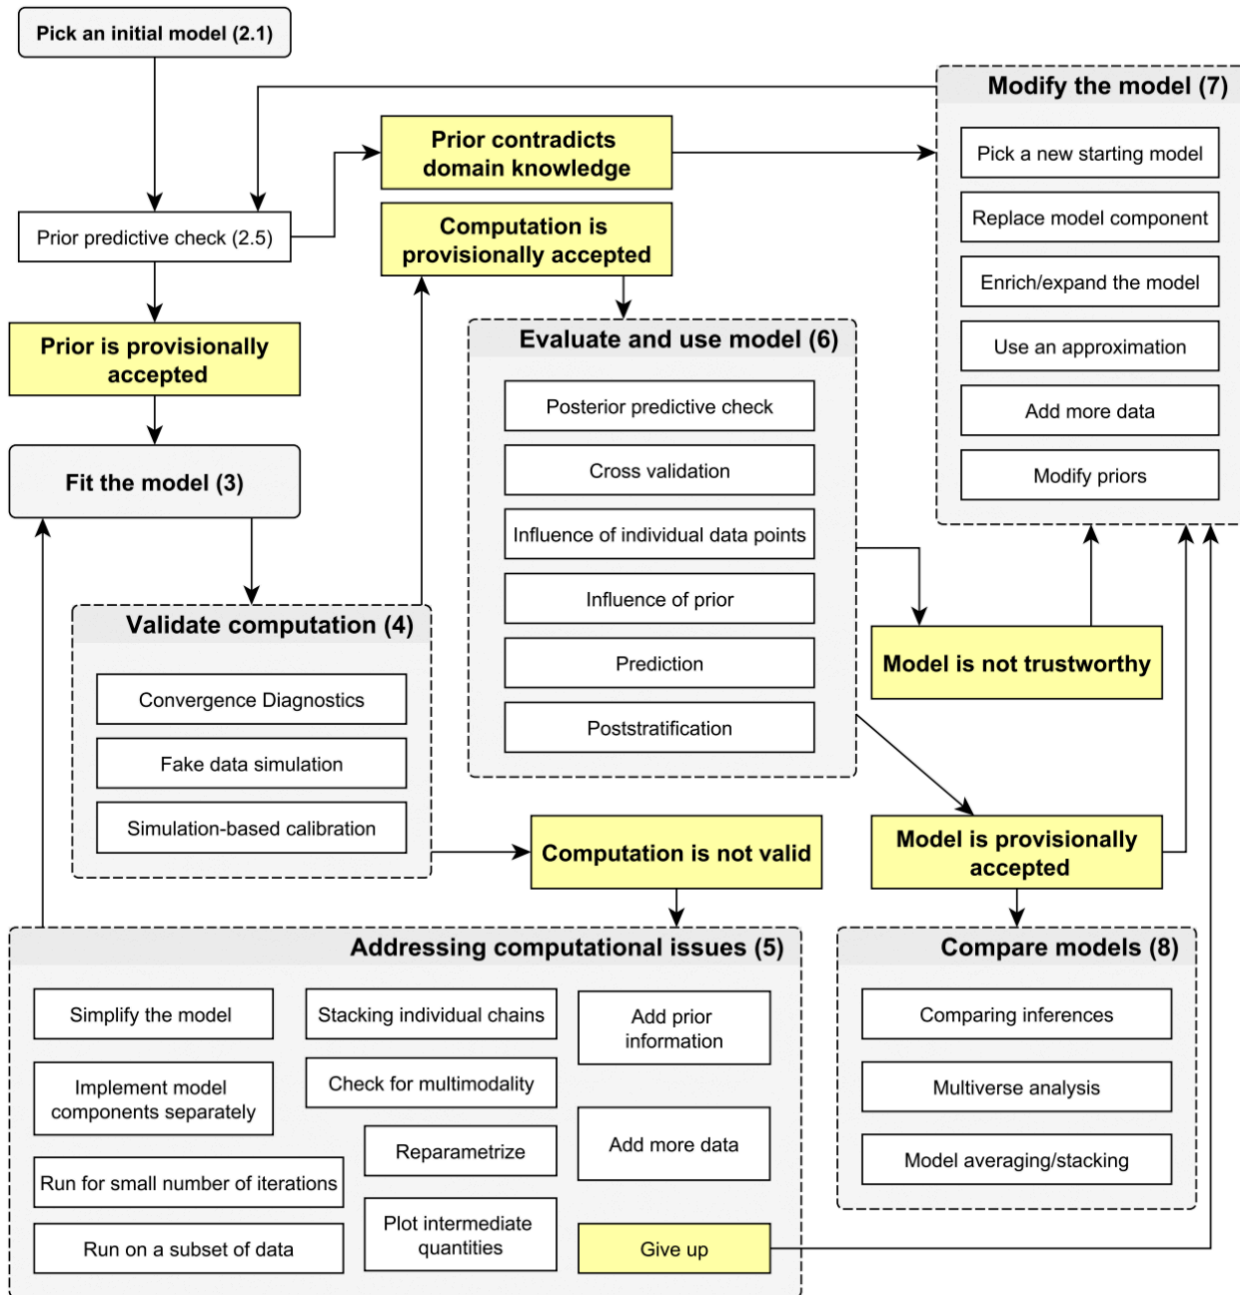 Pick an initial model (2.1)
Prior predictive check (2.5)
Prior is provisionally
accepted
Fit the model (3)
Prior contradicts
domain knowledge
Computation is
provisionally accepted
Modify the model (7)
Pick a new starting model
Replace model component
Enrich/expand the model
Use an approximation
Add more data
Modify priors
Evaluate and use model (6)
Posterior predictive check
Cross validation
Influence of individual data points
Influence of prior
Prediction
Poststratification
Validate computation (4)
Convergence Diagnostics
Fake data simulation
Simulation-based calibration
Model is not trustworthy
Computation is not valid
Model is provisionally
accepted
Addressing computational issues (5)
Simplify the model
Implement model
components separately
Run for small number of iterations
Run on a subset of data
Stacking individual chains
Check for multimodality
Reparametrize
Plot intermediate
quantities
Add prior
information
Add more data
Give up
Compare models (8)
Comparing inferences
Multiverse analysis
Model averaging/stacking